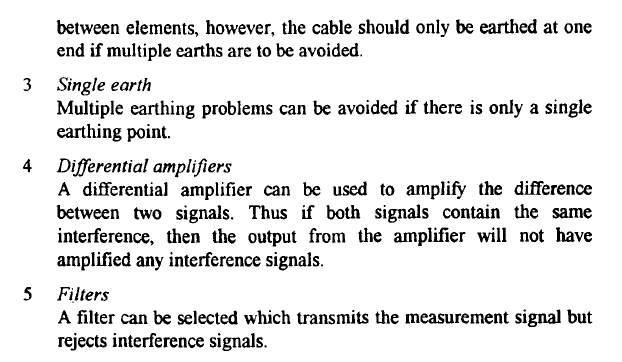 between elements, however, the cable should only be earthed at one
end if multiple earths are to be avoided.
3 Single earth
Multiple earthing problems can be avoided if there is only a single
earthing point.
4 Differential amplifiers
A differential amplifier can be used to amplify the difference
between two signals. Thus if both signals contain the same
interference, then the output from the amplifier will not have
amplified any interference signals.
5 Filters
A filter can be selected which transmits the measurement signal but
rejects interference signals.